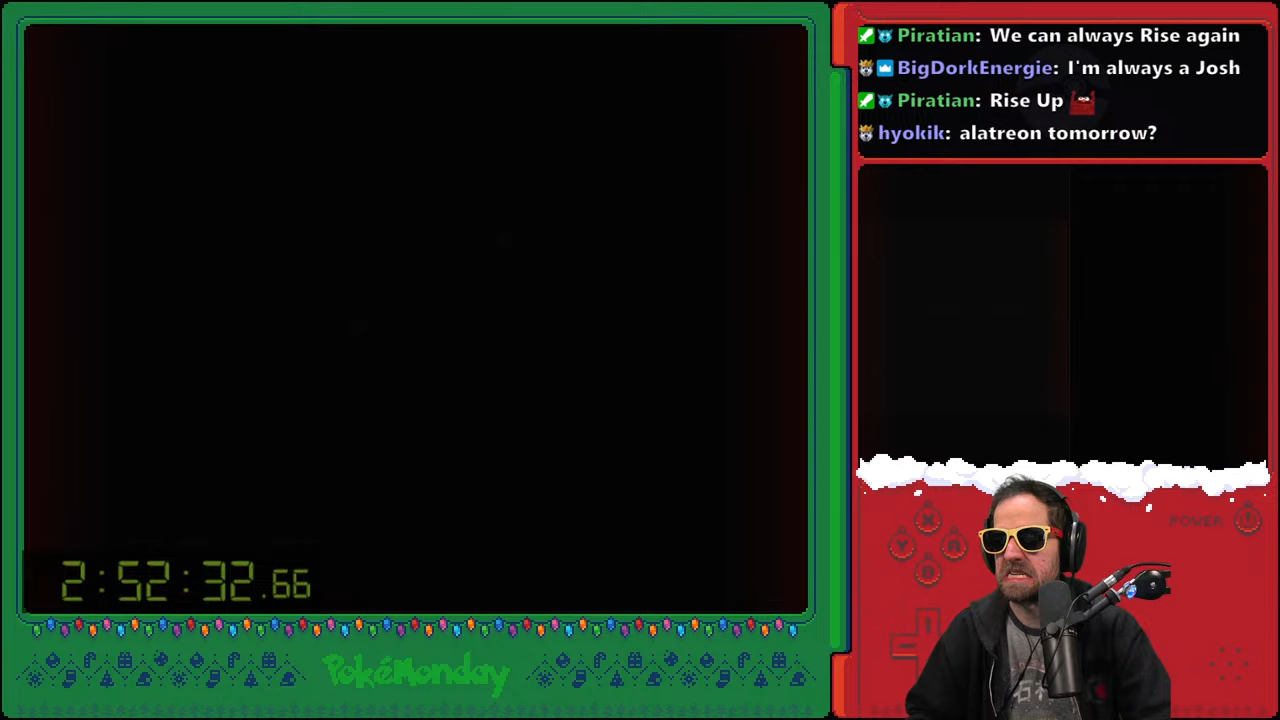 Piratian: We can always Rise again
BigDorkEnergie: I'm always a Josh
Piratian: Rise Up
hyokik: alatreon tomorrow?
POWER
X
Y
A
B
2:52:32.66
PokéMonday